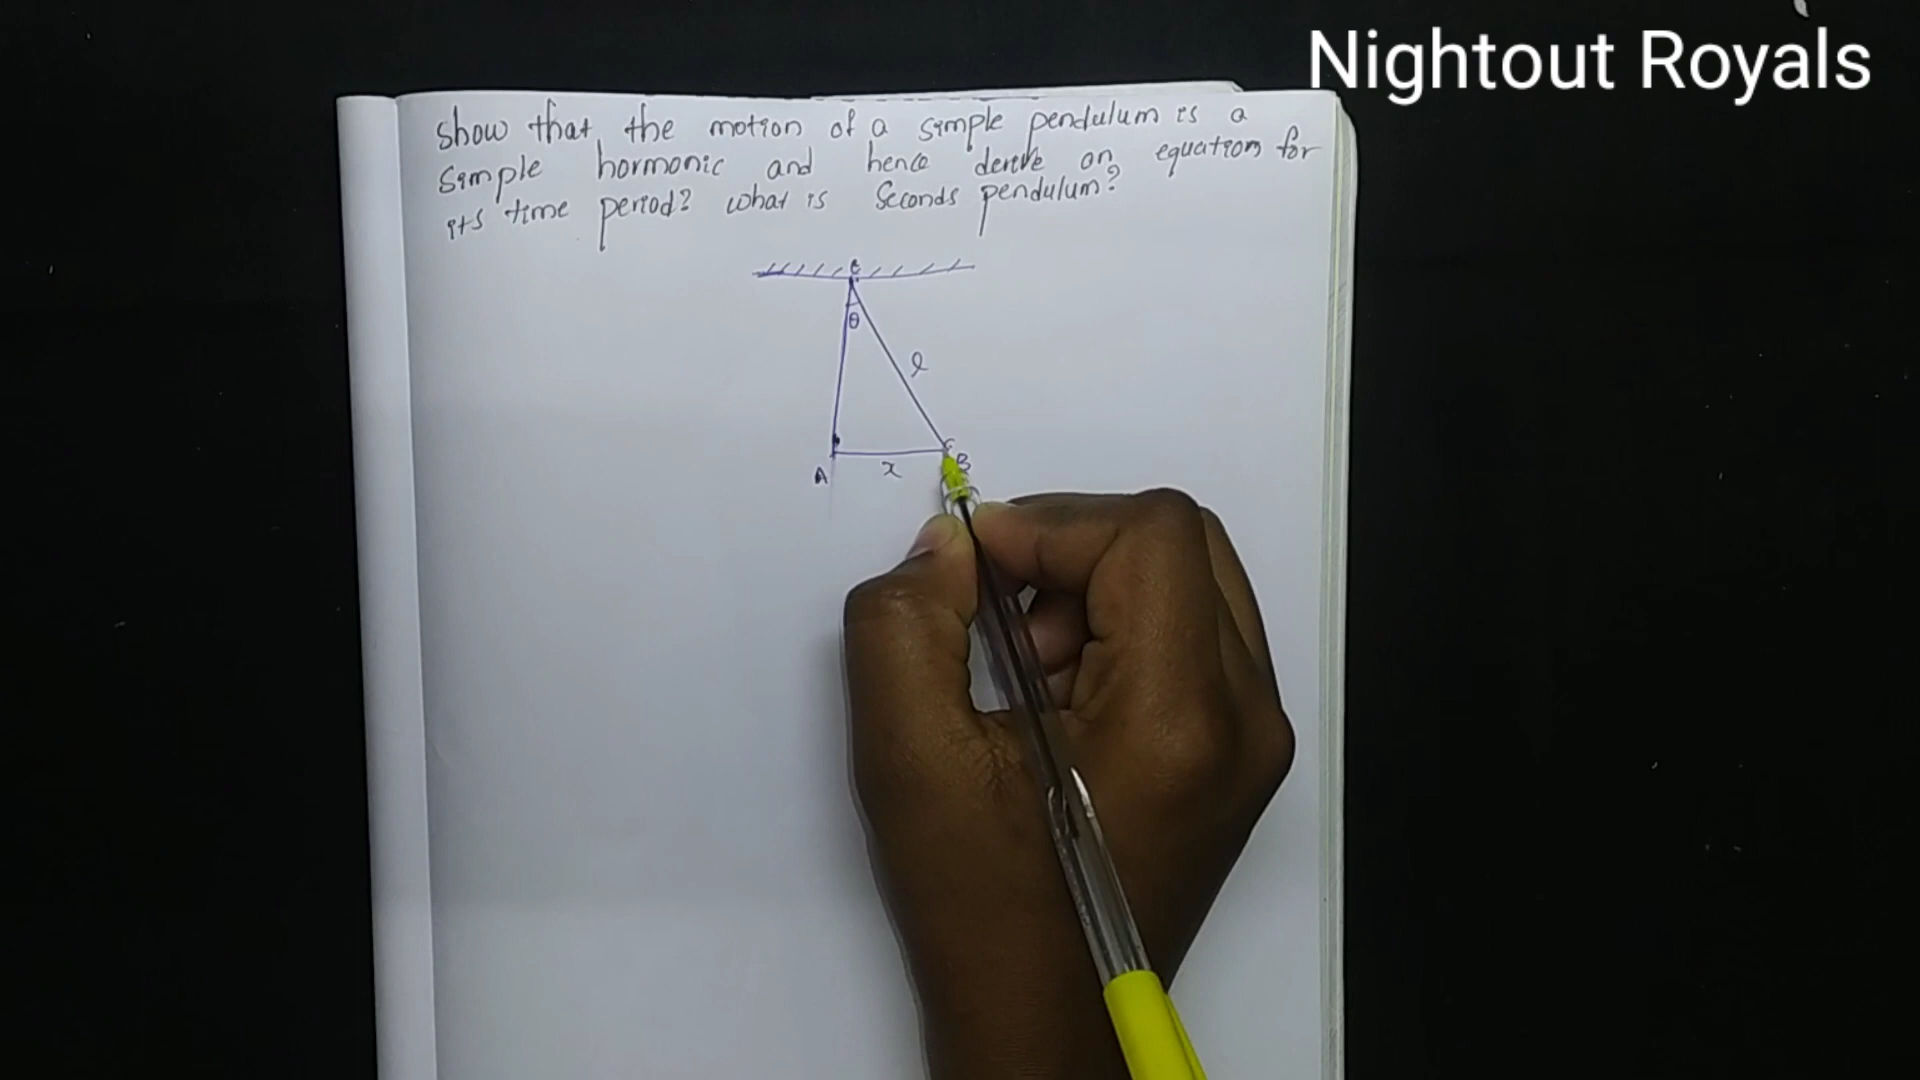 Nightout Royals
show that the motion of a simple pendulum is a
simple hormonic and hence derive an equation for
its time period? what is Seconds pendulum?
θ
l
A x B